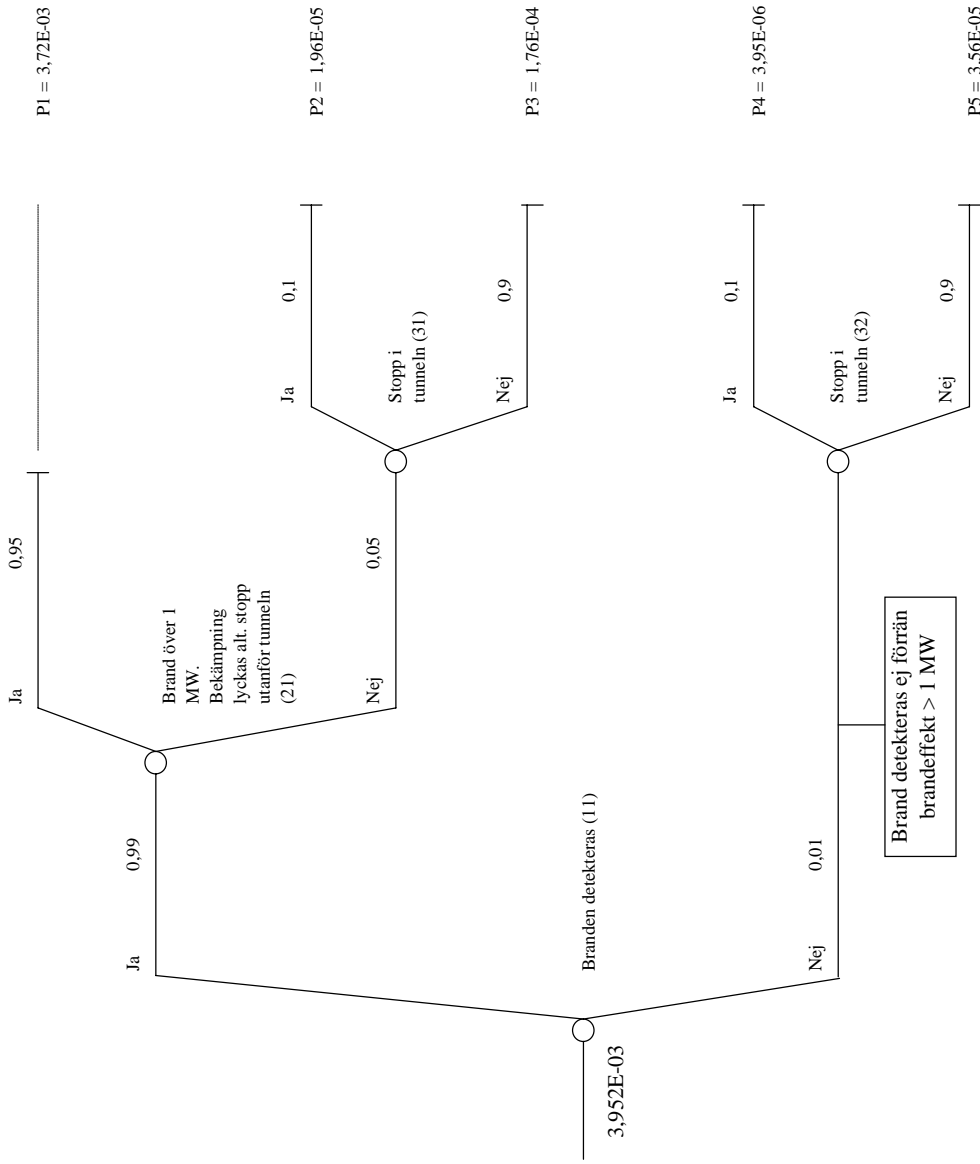 3,952E-03
Branden detekteras (11)
Ja
0,99
Nej
0,01
Brand detekteras ej förrän
brandeffekt > 1 MW
Brand över 1
MW.
Bekämpning
lyckas alt. stopp
utanför tunneln
(21)
Ja
0,95
Nej
0,05
Stopp i
tunneln (31)
Ja
0,1
Nej
0,9
Stopp i
tunneln (32)
Ja
0,1
Nej
0,9
P1 = 3,72E-03
P2 = 1,96E-05
P3 = 1,76E-04
P4 = 3,95E-06
P5 = 3,56E-05